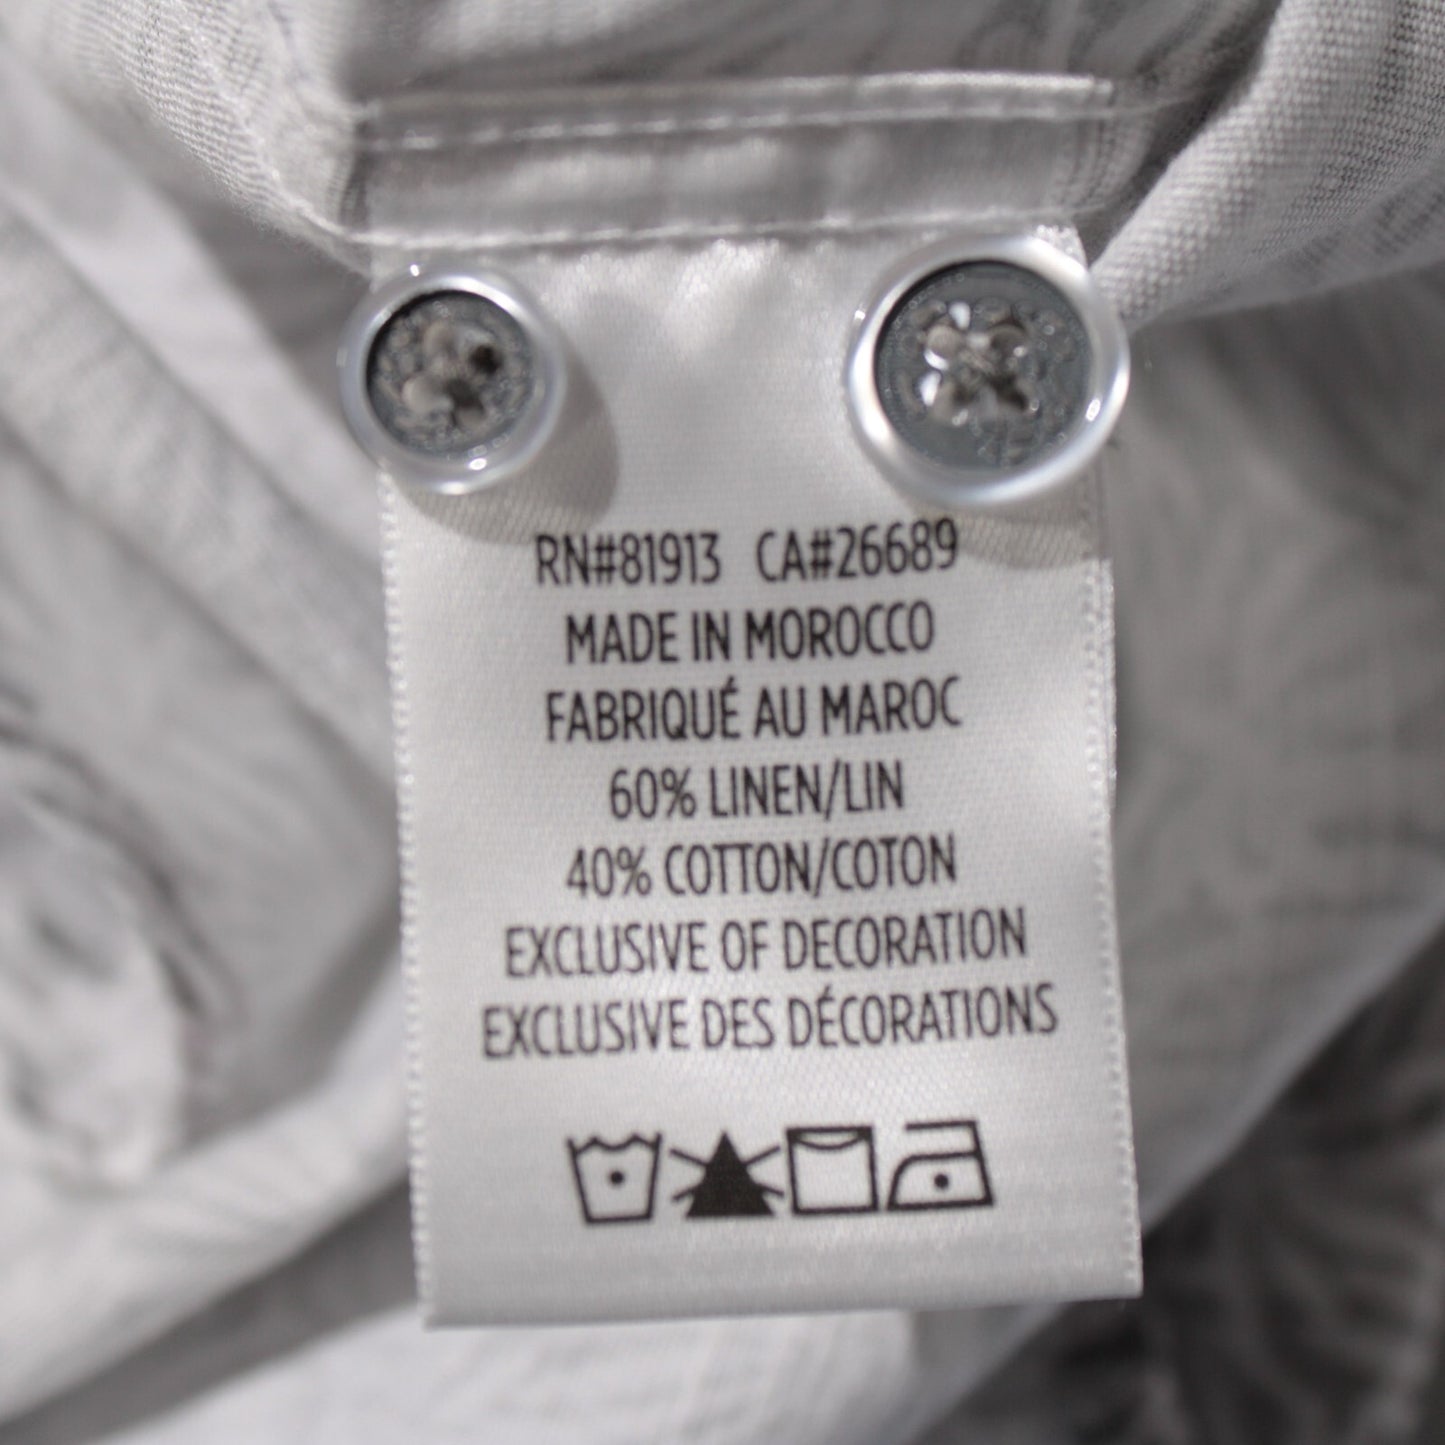 RN#81913 CA#26689
MADE IN MOROCCO
FABRIQUÉ AU MAROC
60% LINEN/LIN
40% COTTON/COTON
EXCLUSIVE OF DECORATION
EXCLUSIVE DES DÉCORATIONS